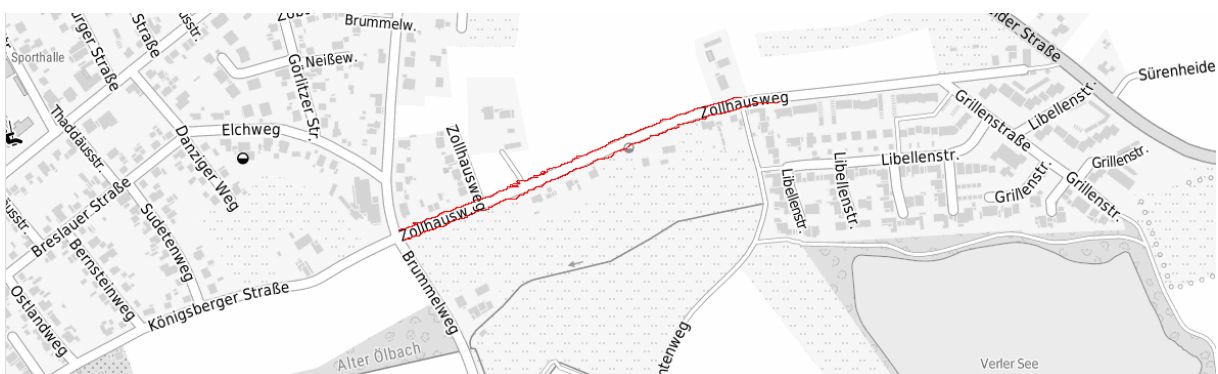 Brummelw.
Neißew.
Görlitzer Str.
Sporthalle
Straße
Straße
Thaddäusstr.
Danziger Weg
Elchweg
Breslauer Straße
Sudetenweg
Bernsteinweg
Ostlandweg
Königsberger Straße
Alter Ölbach
Brummelweg
Zollhausweg
Zollhausw.
Zollhausweg
Grillenstraße
Libellenstr.
Sürenheide
Libellenstr.
Libellenstr.
Libellenstr.
Grillenstr.
Grillenstr.
Grillenstr.
Verler See